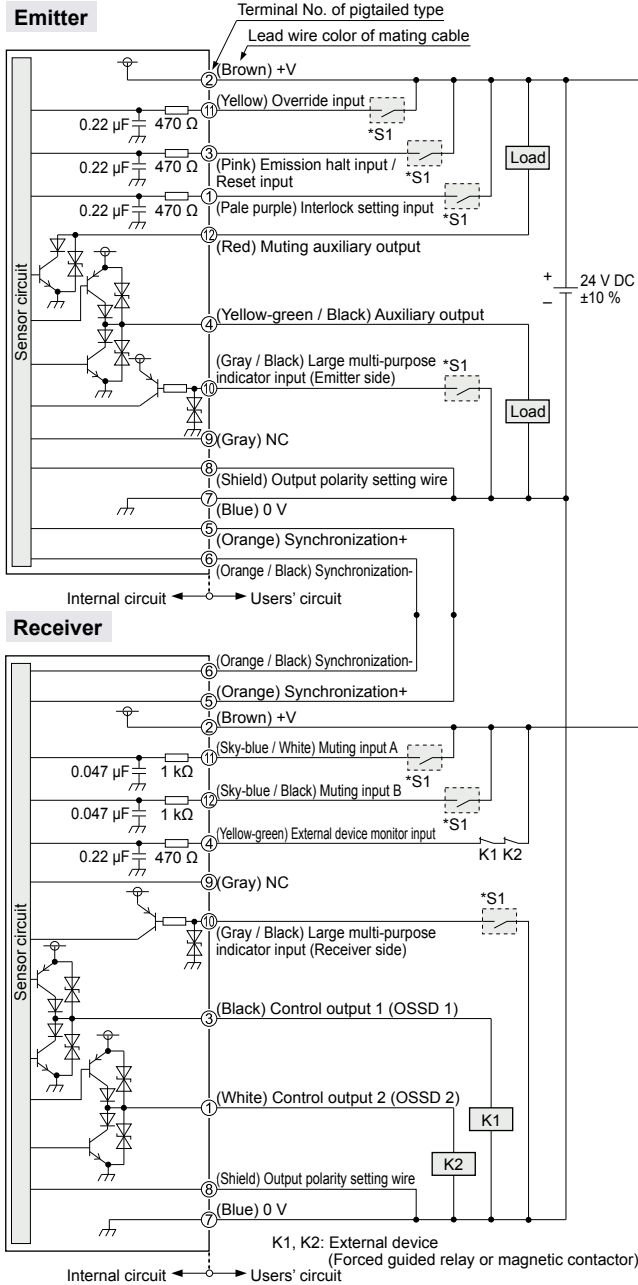 Terminal No. of pigtailed type
Emitter
Lead wire color of mating cable
2 (Brown) +V
11 (Yellow) Override input
0.22 µF 470 Ω
*S1
3
0.22 µF 470 Ω
(Pink) Emission halt input /
Reset input
*S1
Load
1
0.22 µF 470 Ω
(Pale purple) Interlock setting input
*S1
12
(Red) Muting auxiliary output
Sensor circuit
+
–
24 V DC
±10 %
4 (Yellow-green / Black) Auxiliary output
(Gray / Black) Large multi-purpose
indicator input (Emitter side)
*S1
10
Load
9 (Gray) NC
8
(Shield) Output polarity setting wire
7
(Blue) 0 V
5
(Orange) Synchronization+
6
(Orange / Black) Synchronization-
Internal circuit Users' circuit
Receiver
(Orange / Black) Synchronization-
6
(Orange) Synchronization+
5
2 (Brown) +V
11 (Sky-blue / White) Muting input A
0.047 µF 1 kΩ
*S1
12 (Sky-blue / Black) Muting input B
0.047 µF 1 kΩ
*S1
4 (Yellow-green) External device monitor input
0.22 µF 470 Ω
K1 K2
9 (Gray) NC
*S1
10
(Gray / Black) Large multi-purpose
indicator input (Receiver side)
Sensor circuit
3 (Black) Control output 1 (OSSD 1)
1 (White) Control output 2 (OSSD 2)
K1
K2
8 (Shield) Output polarity setting wire
7 (Blue) 0 V
K1, K2: External device
(Forced guided relay or magnetic contactor)
Internal circuit Users' circuit